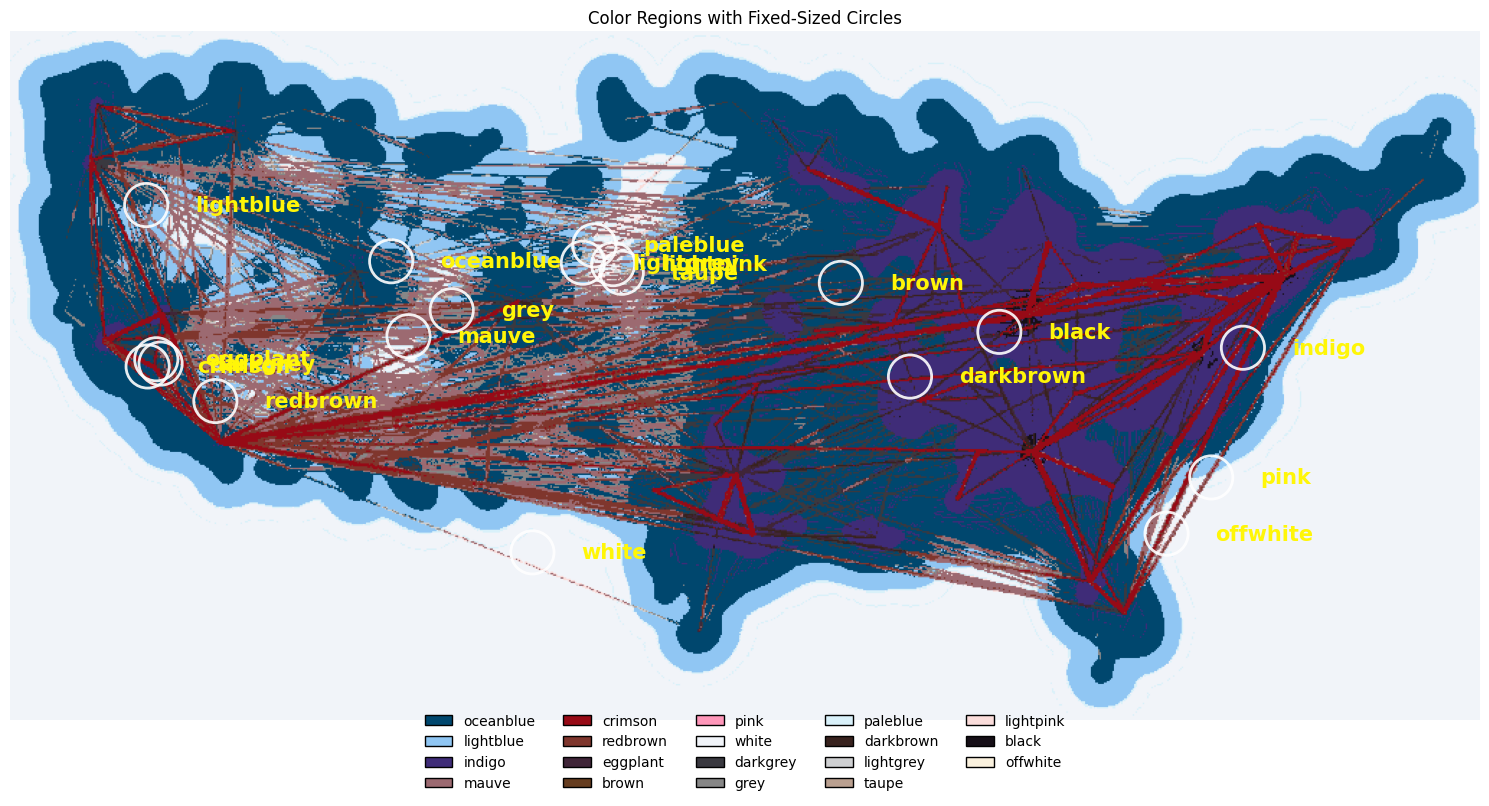 Color Regions with Fixed-Sized Circles
lightblue
paleblue
oceanblue
lightgrey
lightpink
taupe
brown
grey
black
mauve
indigo
eggplant
crimson
darkbrown
redbrown
pink
offwhite
white
oceanblue crimson pink paleblue lightpink
lightblue redbrown white darkbrown black
indigo eggplant darkgrey lightgrey offwhite
mauve brown grey taupe